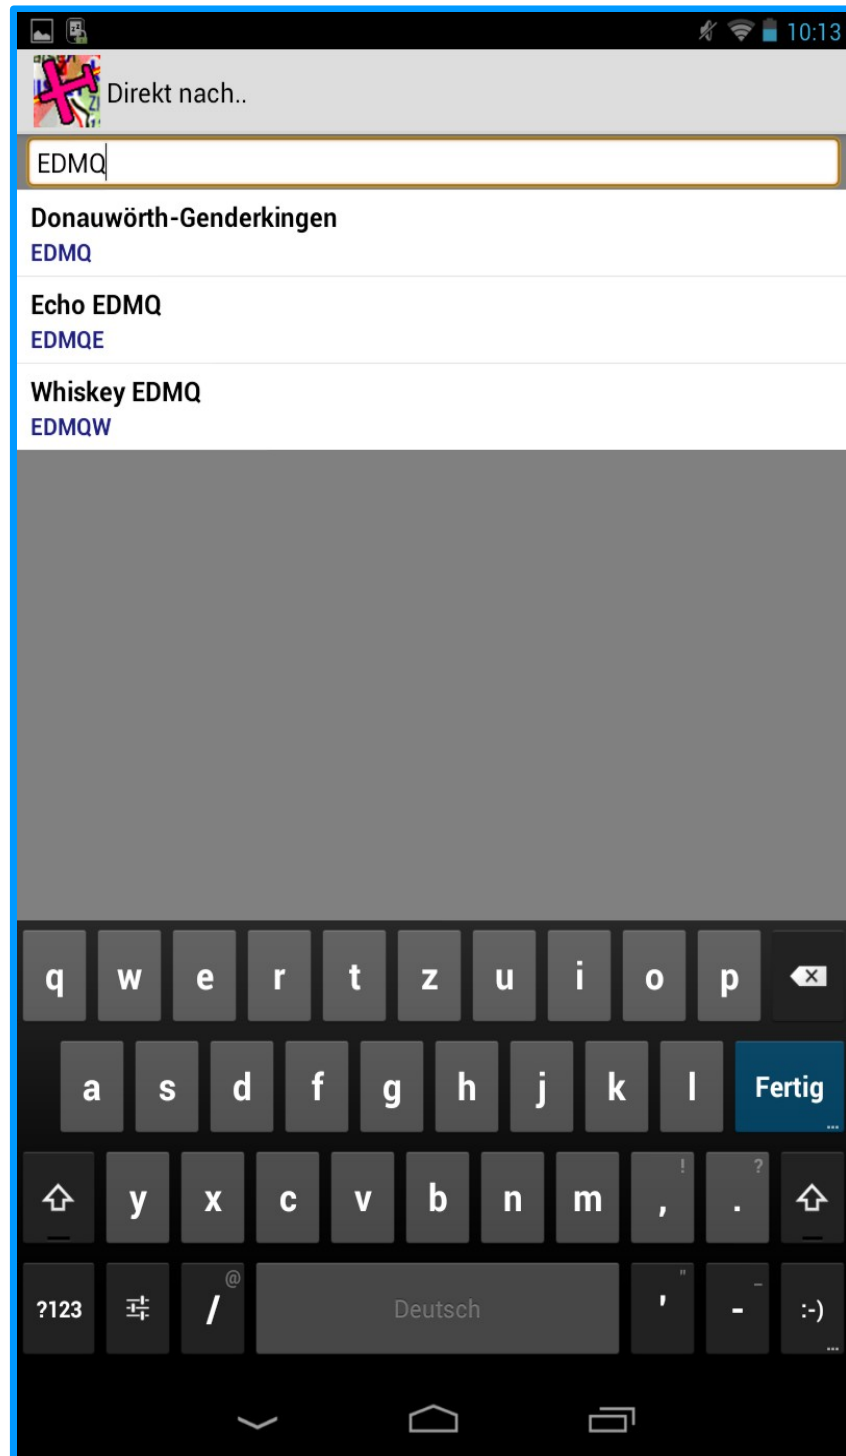 10:13
Direkt nach..
EDMQ
Donauwörth-Genderkingen
EDMQ
Echo EDMQ
EDMQE
Whiskey EDMQ
EDMQW
q w e r t z u i o p
a s d f g h j k l Fertig ...
! ?
y x c v b n m , .
@ " _
?123 / Deutsch ' - :-) ...